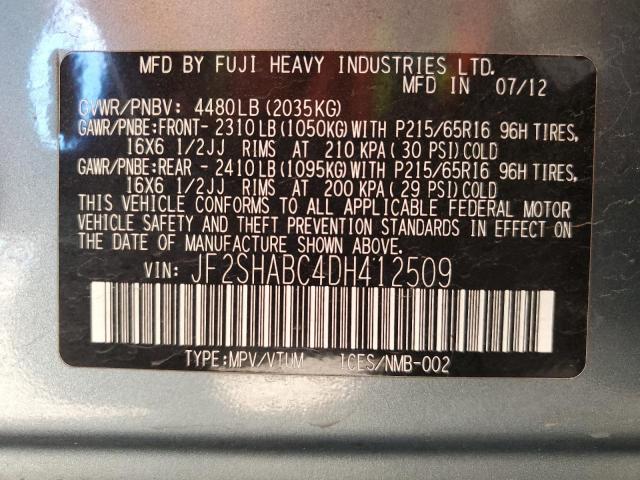 MFD BY FUJI HEAVY INDUSTRIES LTD.
MFD IN 07/12
GVWR/PNBV: 4480LB (2035KG)
GAWR/PNBE:FRONT- 2310LB(1050KG)WITH P215/65R16 96H TIRES,
16X6 1/2JJ RIMS AT 210 KPA(30 PSI)COLD
GAWR/PNBE:REAR - 2410LB(1095KG)WITH P215/65R16 96H TIRES,
16X6 1/2JJ RIMS AT 200 KPA(29 PSI)COLD
THIS VEHICLE CONFORMS TO ALL APPLICABLE FEDERAL MOTOR
VEHICLE SAFETY AND THEFT PREVENTION STANDARDS IN EFFECT ON
THE DATE OF MANUFACTURE SHOWN ABOVE.
VIN: JF2SHABC4DH412509
TYPE:MPV/VTUM ICES/NMB-002